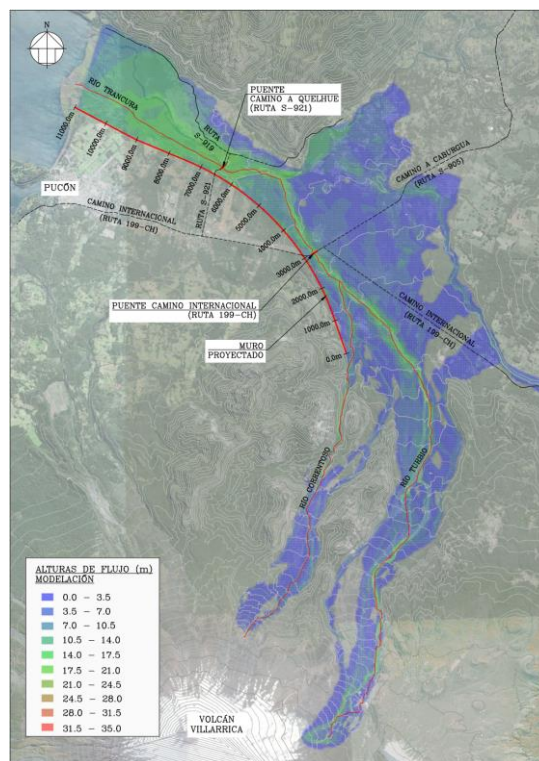 N
RÍO TRANCURA
PUENTE
CAMINO A QUELHUE
(RUTA S-921)
RUTA
S-919
11000,0m
10000,0m
9000,0m
8000,0m
7000,0m
6000,0m
5000,0m
4000,0m
3000,0m
2000,0m
1000,0m
0,0m
RUTA S-921
CAMINO A CABURGUA
(RUTA S-905)
PUCÓN
CAMINO INTERNACIONAL
(RUTA 199-CH)
PUENTE CAMINO INTERNACIONAL
(RUTA 199-CH)
CAMINO INTERNACIONAL
(RUTA 199-CH)
MURO
PROYECTADO
RÍO CORRENTOSO
RÍO TURBIO
ALTURAS DE FLUJO (m)
MODELACIÓN
0.0 - 3.5
3.5 - 7.0
7.0 - 10.5
10.5 - 14.0
14.0 - 17.5
17.5 - 21.0
21.0 - 24.5
24.5 - 28.0
28.0 - 31.5
31.5 - 35.0
VOLCÁN
VILLARRICA